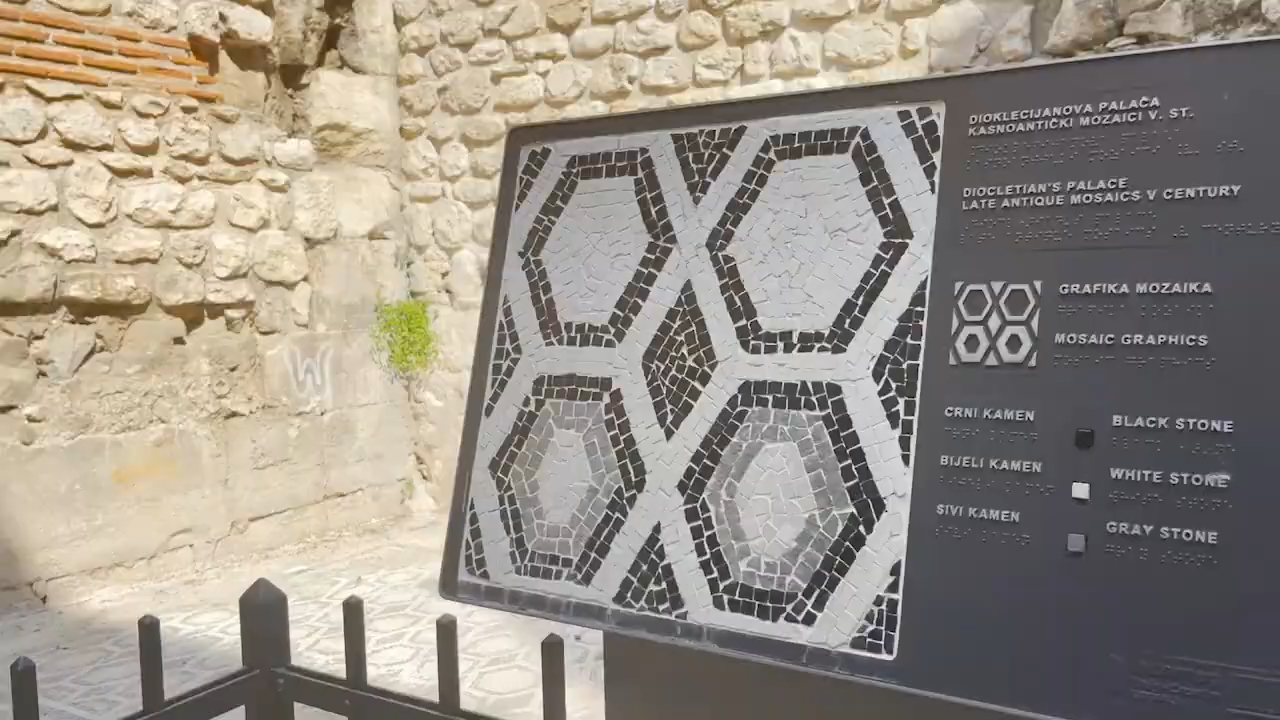 DIOKLECIJANOVA PALAČA
KASNOANTIČKI MOZAICI V. ST.
DIOCLETIAN'S PALACE
LATE ANTIQUE MOSAICS V CENTURY
GRAFIKA MOZAIKA
MOSAIC GRAPHICS
CRNI KAMEN
BLACK STONE
BIJELI KAMEN
WHITE STONE
SIVI KAMEN
GRAY STONE
W